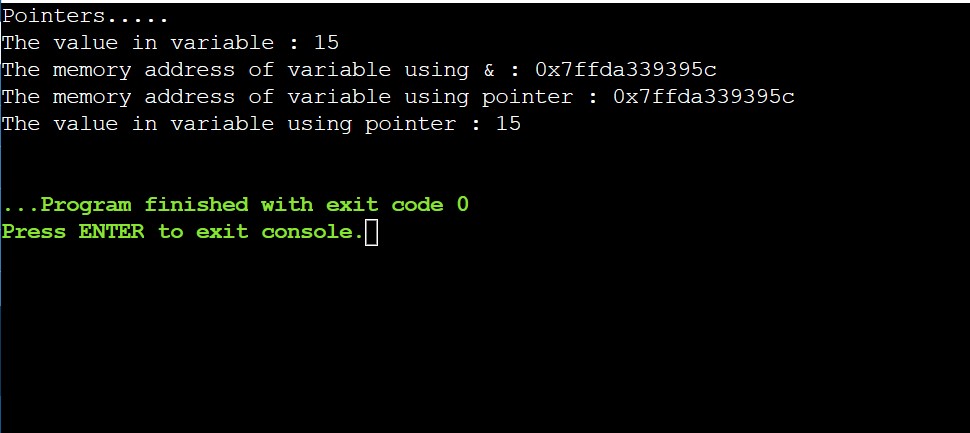 Pointers.....
The value in variable : 15
The memory address of variable using & : 0x7ffda339395c
The memory address of variable using pointer : 0x7ffda339395c
The value in variable using pointer : 15
...Program finished with exit code 0
Press ENTER to exit console.